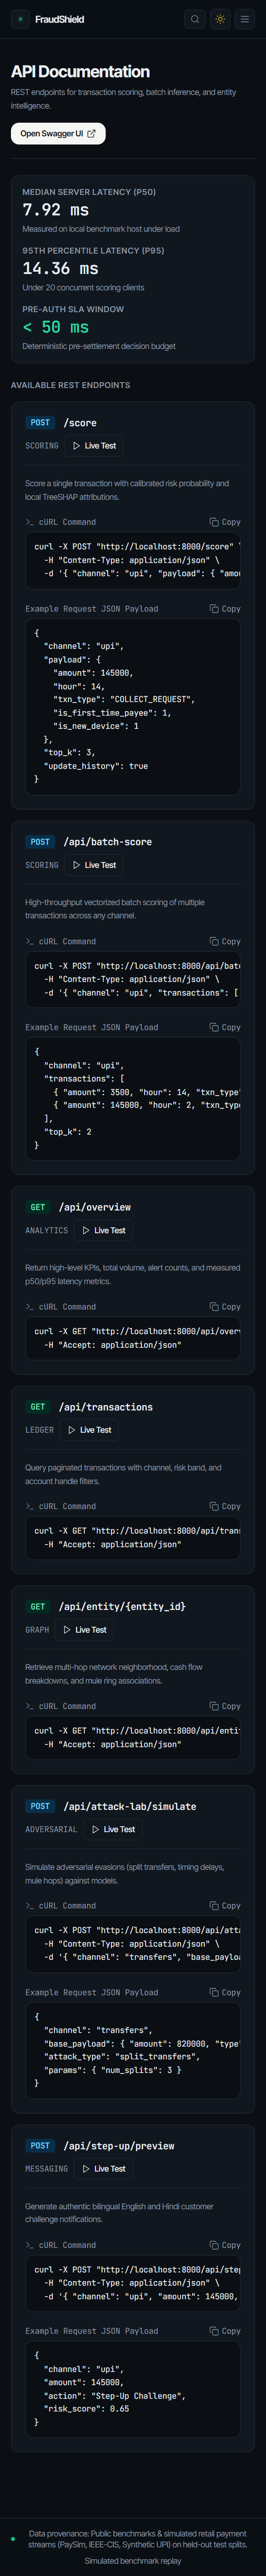 FraudShield
API Documentation
REST endpoints for transaction scoring, batch inference, and entity
intelligence.
Open Swagger UI
MEDIAN SERVER LATENCY (P50)
7.92 ms
Measured on local benchmark host under load
95TH PERCENTILE LATENCY (P95)
14.36 ms
Under 20 concurrent scoring clients
PRE-AUTH SLA WINDOW
< 50 ms
Deterministic pre-settlement decision budget
AVAILABLE REST ENDPOINTS
POST /score
SCORING Live Test
Score a single transaction with calibrated risk probability and
local TreeSHAP attributions.
>_ cURL Command Copy
curl -X POST "http://localhost:8000/score" \
-H "Content-Type: application/json" \
-d '{ "channel": "upi", "payload": { "amou
Example Request JSON Payload Copy
{
"channel": "upi",
"payload": {
"amount": 145000,
"hour": 14,
"txn_type": "COLLECT_REQUEST",
"is_first_time_payee": 1,
"is_new_device": 1
},
"top_k": 3,
"update_history": true
}
POST /api/batch-score
SCORING Live Test
High-throughput vectorized batch scoring of multiple
transactions across any channel.
>_ cURL Command Copy
curl -X POST "http://localhost:8000/api/batc
-H "Content-Type: application/json" \
-d '{ "channel": "upi", "transactions": [
Example Request JSON Payload Copy
{
"channel": "upi",
"transactions": [
{ "amount": 3500, "hour": 14, "txn_type"
{ "amount": 145000, "hour": 2, "txn_type
],
"top_k": 2
}
GET /api/overview
ANALYTICS Live Test
Return high-level KPIs, total volume, alert counts, and measured
p50/p95 latency metrics.
>_ cURL Command Copy
curl -X GET "http://localhost:8000/api/overv
-H "Accept: application/json"
GET /api/transactions
LEDGER Live Test
Query paginated transactions with channel, risk band, and
account handle filters.
>_ cURL Command Copy
curl -X GET "http://localhost:8000/api/trans
-H "Accept: application/json"
GET /api/entity/{entity_id}
GRAPH Live Test
Retrieve multi-hop network neighborhood, cash flow
breakdowns, and mule ring associations.
>_ cURL Command Copy
curl -X GET "http://localhost:8000/api/entit
-H "Accept: application/json"
POST /api/attack-lab/simulate
ADVERSARIAL Live Test
Simulate adversarial evasions (split transfers, timing delays,
mule hops) against models.
>_ cURL Command Copy
curl -X POST "http://localhost:8000/api/atta
-H "Content-Type: application/json" \
-d '{ "channel": "transfers", "base_payloa
Example Request JSON Payload Copy
{
"channel": "transfers",
"base_payload": { "amount": 820000, "type"
"attack_type": "split_transfers",
"params": { "num_splits": 3 }
}
POST /api/step-up/preview
MESSAGING Live Test
Generate authentic bilingual English and Hindi customer
challenge notifications.
>_ cURL Command Copy
curl -X POST "http://localhost:8000/api/step
-H "Content-Type: application/json" \
-d '{ "channel": "upi", "amount": 145000,
Example Request JSON Payload Copy
{
"channel": "upi",
"amount": 145000,
"action": "Step-Up Challenge",
"risk_score": 0.65
}
Data provenance: Public benchmarks & simulated retail payment
streams (PaySim, IEEE-CIS, Synthetic UPI) on held-out test splits.
Simulated benchmark replay